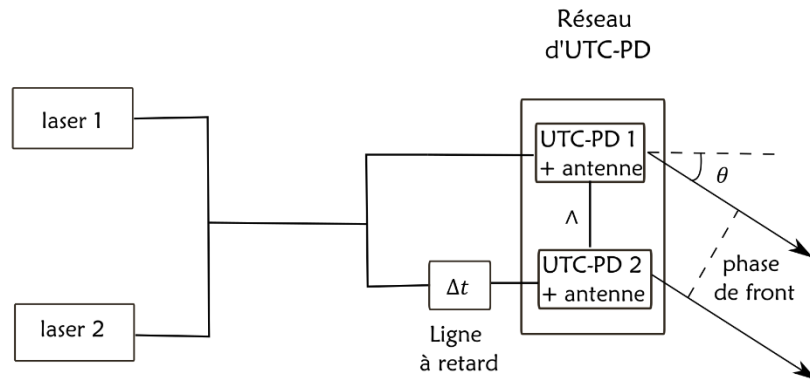 Réseau
d'UTC-PD
laser 1
UTC-PD 1
+ antenne
θ
Λ
UTC-PD 2
+ antenne
phase
de front
Δt
laser 2
Ligne
à retard